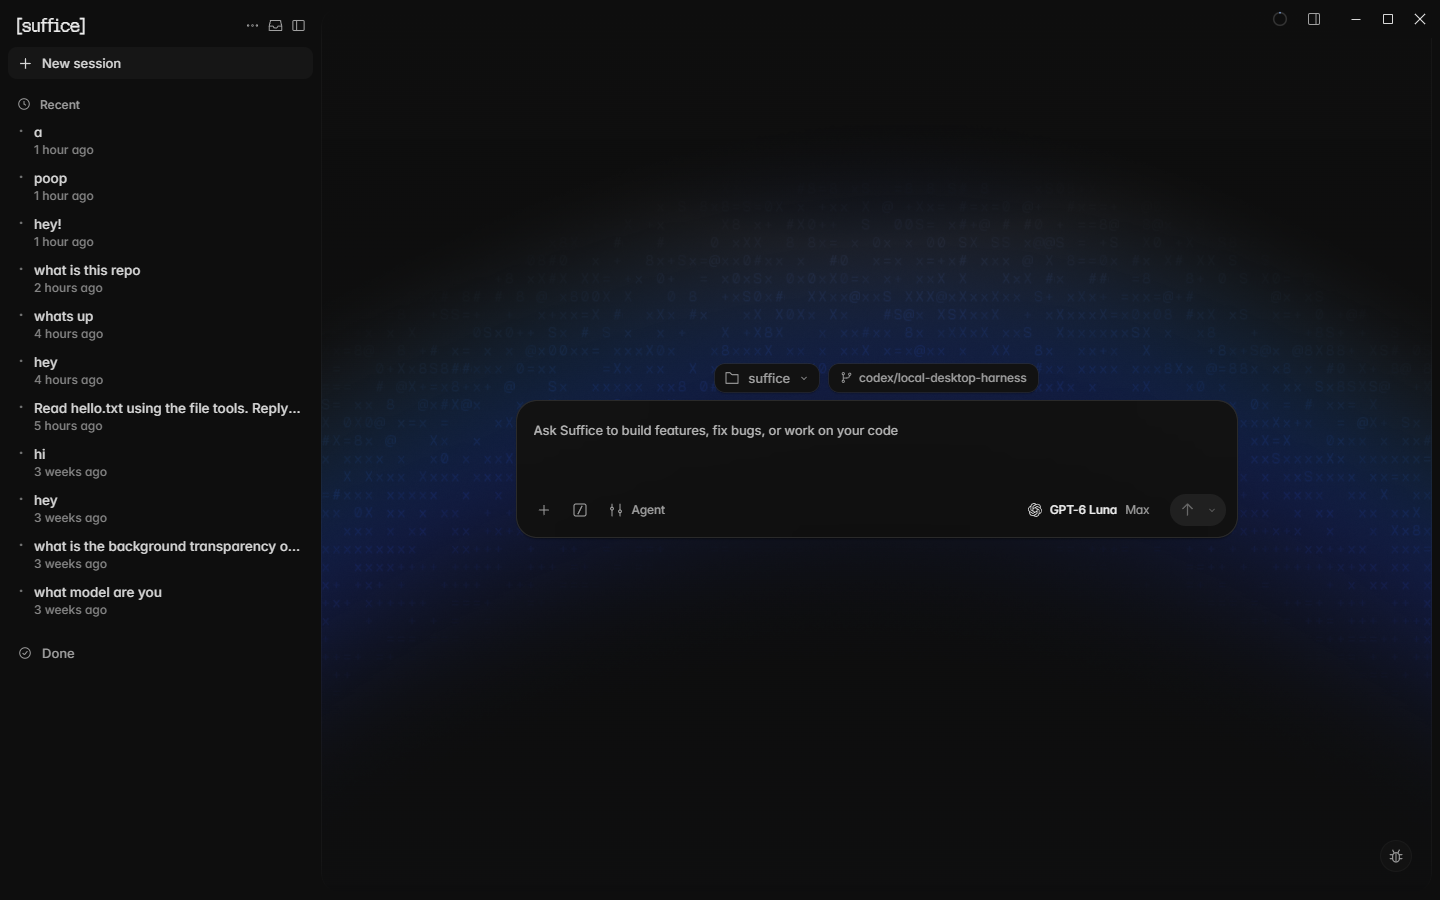 [suffice]
New session
Recent
a
1 hour ago
poop
1 hour ago
hey!
1 hour ago
what is this repo
2 hours ago
whats up
4 hours ago
hey
4 hours ago
Read hello.txt using the file tools. Reply...
5 hours ago
hi
3 weeks ago
hey
3 weeks ago
what is the background transparency o...
3 weeks ago
what model are you
3 weeks ago
Done
suffice
codex/local-desktop-harness
Ask Suffice to build features, fix bugs, or work on your code
Agent
GPT-6 Luna Max